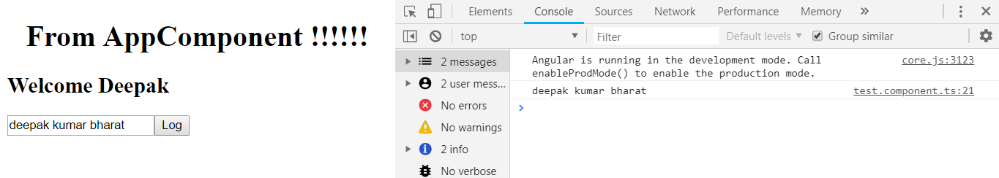 From AppComponent !!!!!!
Welcome Deepak
deepak kumar bharat Log
Elements Console Sources Network Performance Memory »
top Filter Default levels Group similar
2 messages
2 user mess...
No errors
No warnings
2 info
No verbose
Angular is running in the development mode. Call core.js:3123
enableProdMode() to enable the production mode.
deepak kumar bharat test.component.ts:21